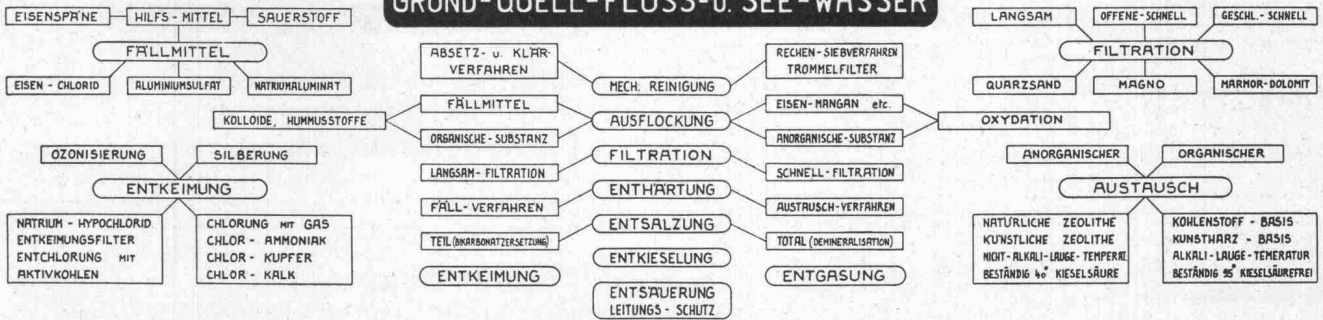 GRUND-QUELL-FLUSS-U. SEE-WASSER
EISENSPÄNE
HILFS-MITTEL
SAUERSTOFF
FÄLLMITTEL
EISEN-CHLORID
ALUMINIUMSULFAT
NATRIUMALUMINAT
KOLLOIDE, HUMMUSSTOFFE
OZONISIERUNG
SILBERUNG
ENTKEIMUNG
NATRIUM-HYPOCHLORID
ENTKEIMUNGSFILTER
ENTCHLORUNG MIT
AKTIVKOHLEN
CHLORUNG MIT GAS
CHLOR-AMMONIAK
CHLOR-KUPFER
CHLOR-KALK
ABSETZ- u. KLÄR-
VERFAHREN
MECH. REINIGUNG
RECHEN-SIEBVERFAHREN
TROMMELFILTER
FÄLLMITTEL
AUSFLOCKUNG
EISEN-MANGAN etc.
ORGANISCHE-SUBSTANZ
ANORGANISCHE-SUBSTANZ
FILTRATION
LANGSAM-FILTRATION
SCHNELL-FILTRATION
ENTHÄRTUNG
FÄLL-VERFAHREN
AUSTAUSCH-VERFAHREN
ENTSALZUNG
TEIL (BIKARBONATZERSETZUNG)
TOTAL (DEMINERALISATION)
ENTKIESELUNG
ENTKEIMUNG
ENTGASUNG
ENTSÄUERUNG
LEITUNGS-SCHUTZ
LANGSAM
OFFENE-SCHNELL
GESCHL.-SCHNELL
FILTRATION
QUARZSAND
MAGNO
MARMOR-DOLOMIT
OXYDATION
ANORGANISCHER
ORGANISCHER
AUSTAUSCH
NATÜRLICHE ZEOLITHE
KÜNSTLICHE ZEOLITHE
NICHT-ALKALI-LAUGE-TEMPERAT.
BESTÄNDIG 40° KIESELSÄURE
KOHLENSTOFF-BASIS
KUNSTHARZ-BASIS
ALKALI-LAUGE-TEMERATUR
BESTÄNDIG 95° KIESELSÄUREFREI